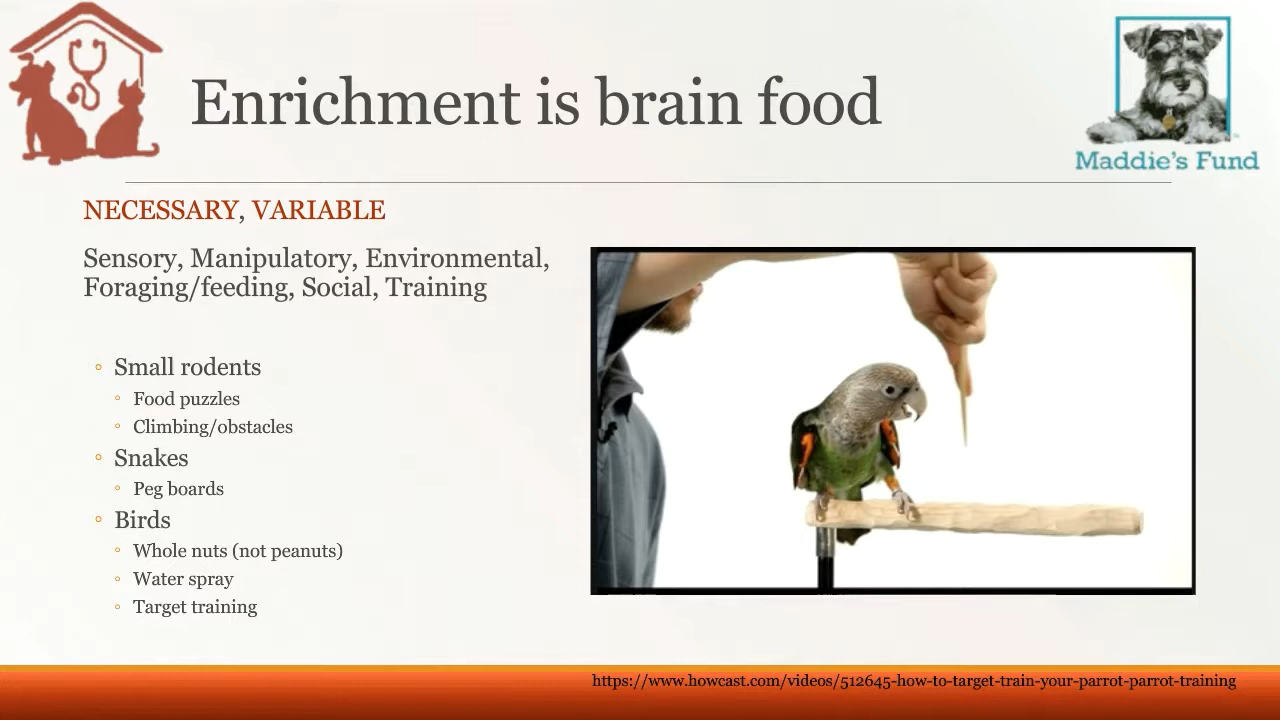 Enrichment is brain food
Maddie's Fund
NECESSARY, VARIABLE
Sensory, Manipulatory, Environmental,
Foraging/feeding, Social, Training
Small rodents
Food puzzles
Climbing/obstacles
Snakes
Peg boards
Birds
Whole nuts (not peanuts)
Water spray
Target training
https://www.howcast.com/videos/512645-how-to-target-train-your-parrot-parrot-training